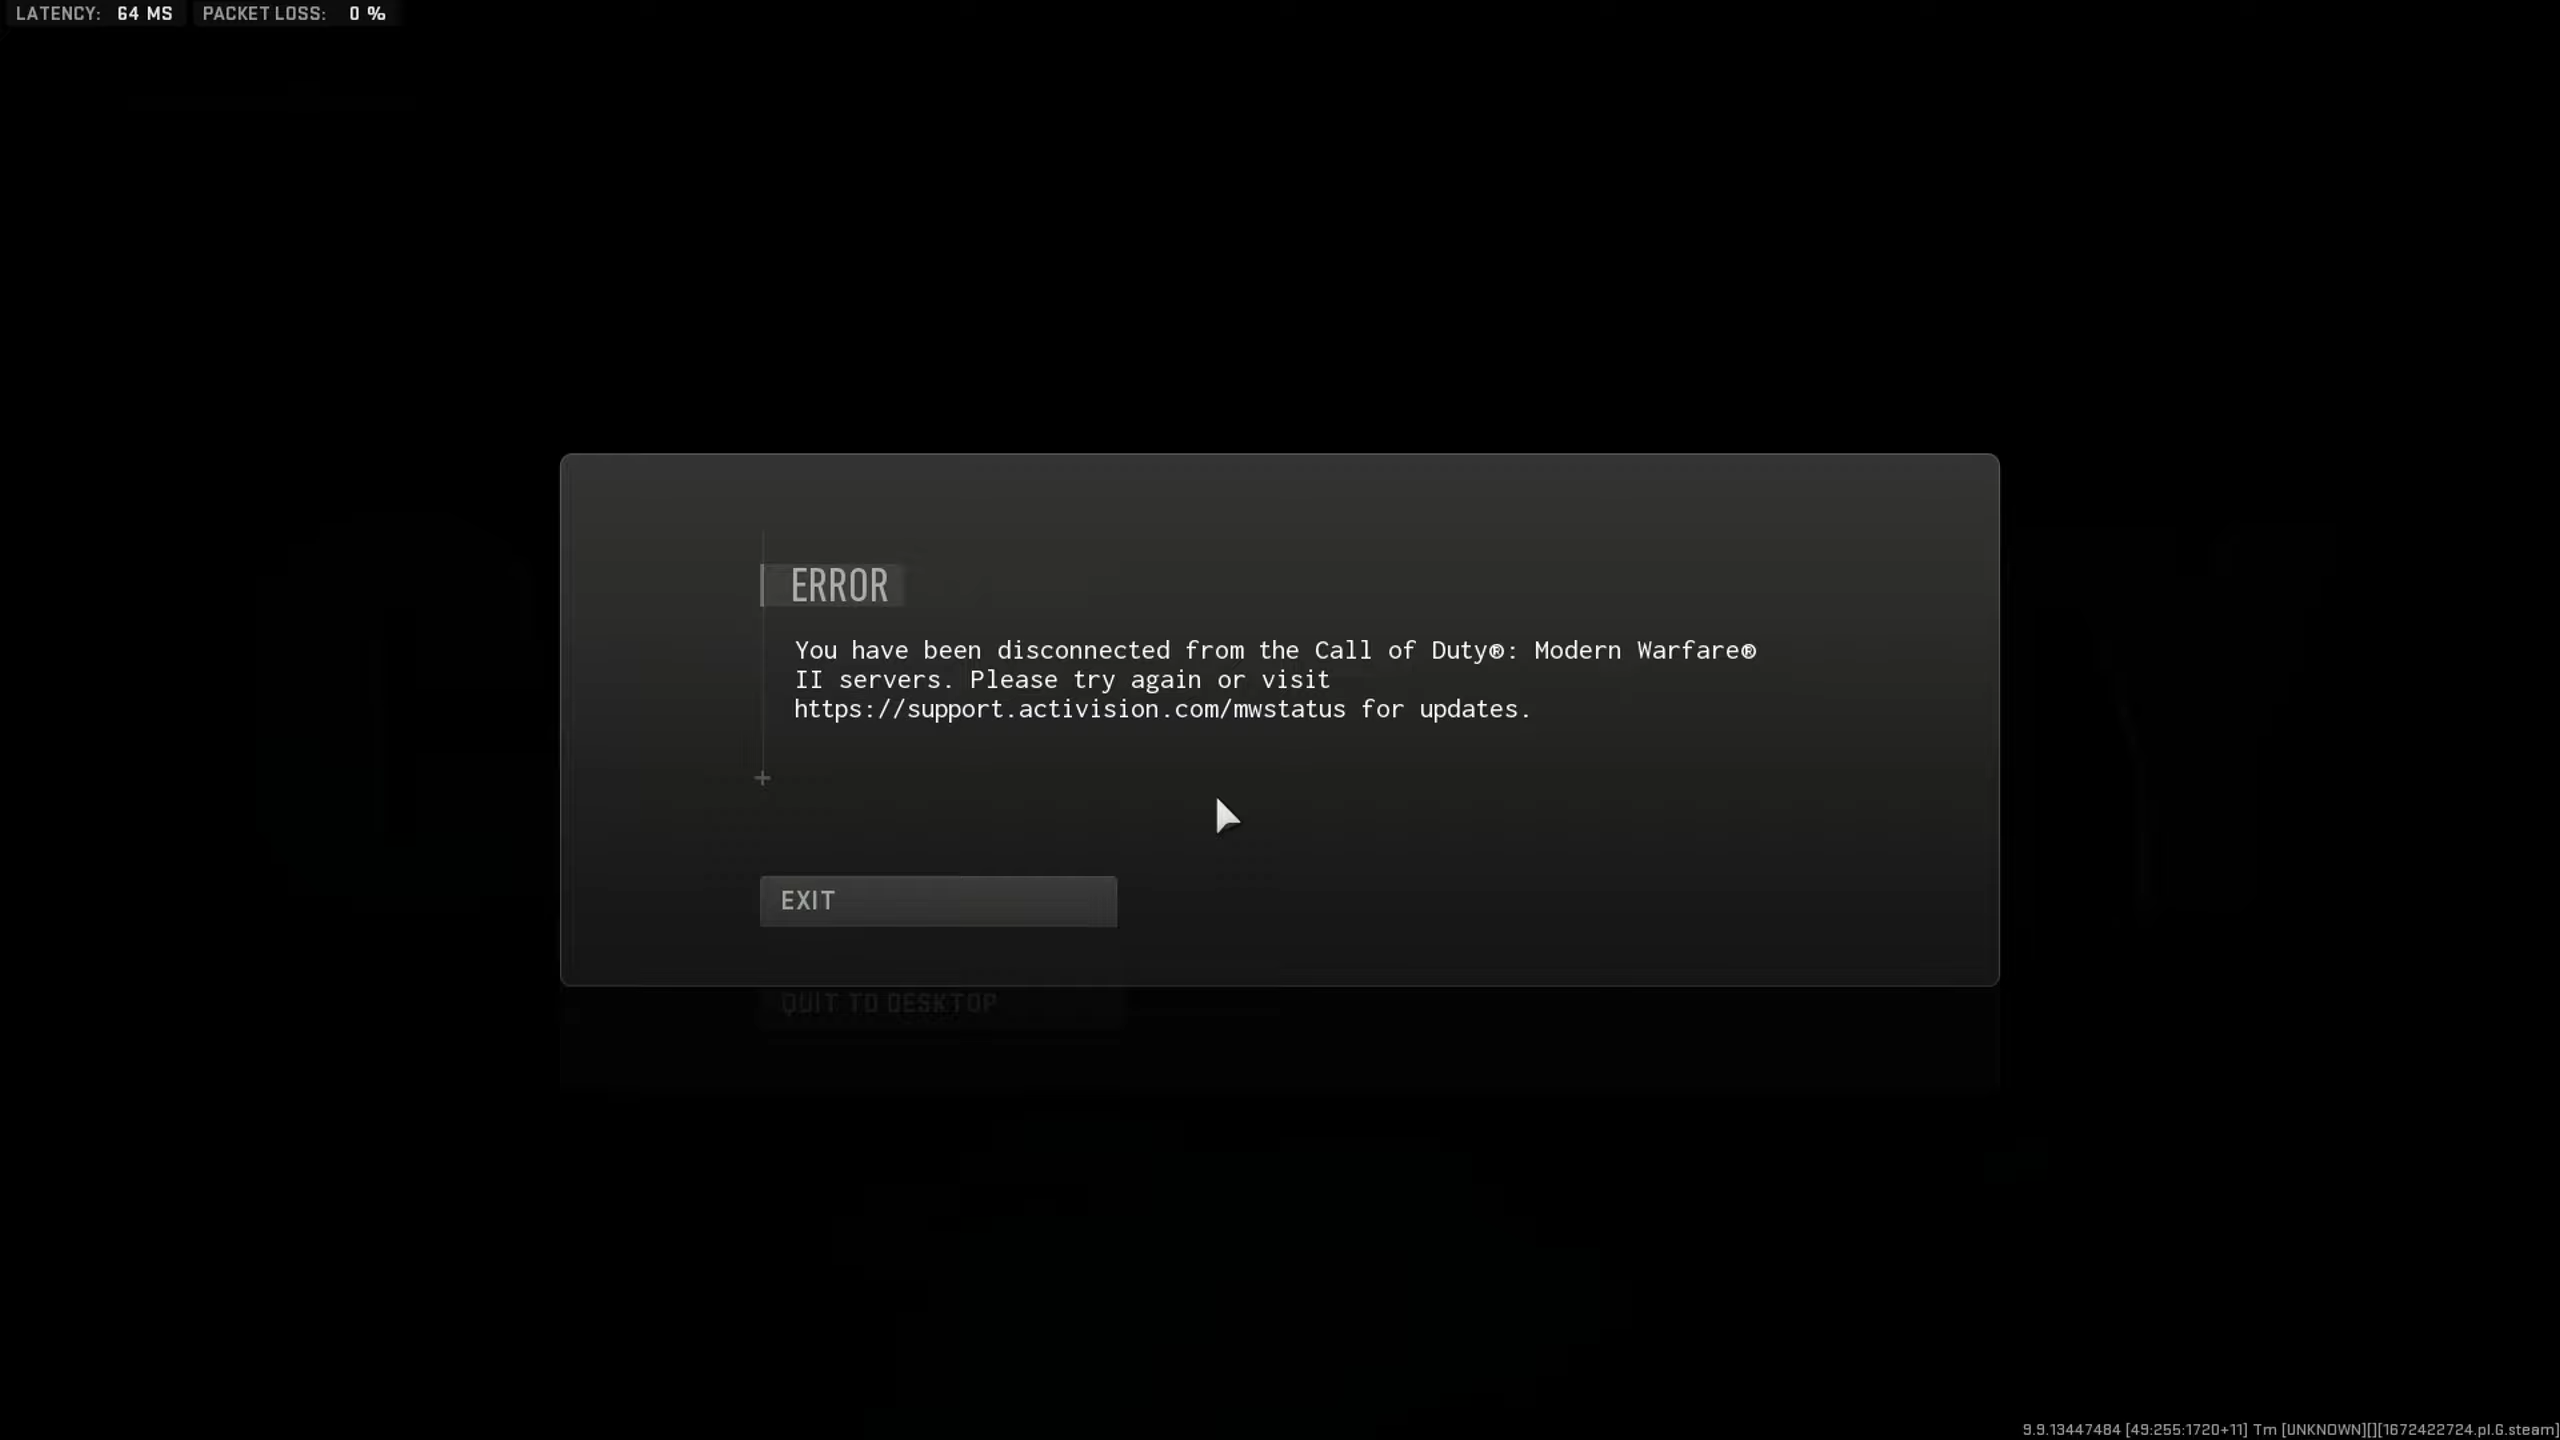 LATENCY: 64 MS PACKET LOSS: 0 %
ERROR
You have been disconnected from the Call of Duty®: Modern Warfare®
II servers. Please try again or visit
https://support.activision.com/mwstatus for updates.
EXIT
QUIT TO DESKTOP
9.9.13447484 [49:255:1720+11] Tm [UNKNOWN][][1672422724.pl.G.steam]